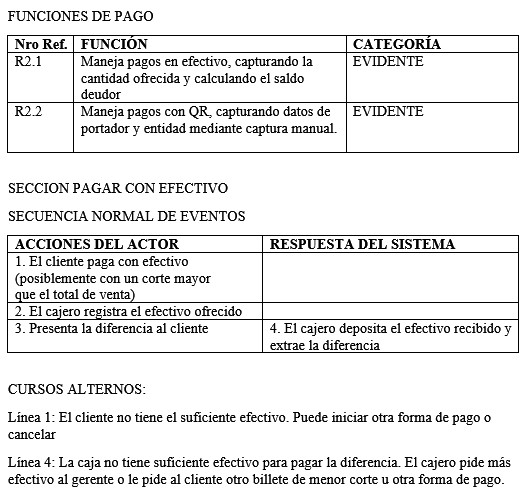 FUNCIONES DE PAGO
Nro Ref. FUNCIÓN CATEGORÍA
R2.1 Maneja pagos en efectivo, capturando la EVIDENTE
cantidad ofrecida y calculando el saldo
deudor
R2.2 Maneja pagos con QR, capturando datos de EVIDENTE
portador y entidad mediante captura manual.
SECCION PAGAR CON EFECTIVO
SECUENCIA NORMAL DE EVENTOS
ACCIONES DEL ACTOR RESPUESTA DEL SISTEMA
1. El cliente paga con efectivo
(posiblemente con un corte mayor
que el total de venta)
2. El cajero registra el efectivo ofrecido
3. Presenta la diferencia al cliente 4. El cajero deposita el efectivo recibido y
extrae la diferencia
CURSOS ALTERNOS:
Línea 1: El cliente no tiene el suficiente efectivo. Puede iniciar otra forma de pago o
cancelar
Línea 4: La caja no tiene suficiente efectivo para pagar la diferencia. El cajero pide más
efectivo al gerente o le pide al cliente otro billete de menor corte u otra forma de pago.